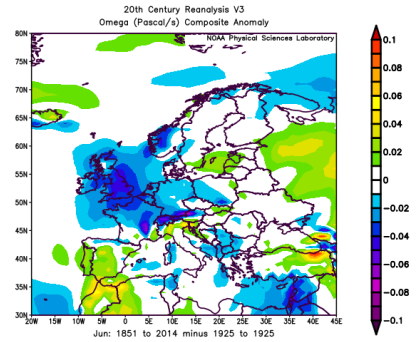 20th Century Reanalysis V3
Omega (Pascal/s) Composite Anomaly
NOAA Physical Sciences Laboratory
80N
75N
70N
65N
60N
55N
50N
45N
40N
35N
30N
20W 15W 10W 5W 0 5E 10E 15E 20E 25E 30E 35E 40E 45E
Jun: 1851 to 2014 minus 1925 to 1925
0.1
0.08
0.06
0.04
0.02
0
-0.02
-0.04
-0.06
-0.08
-0.1